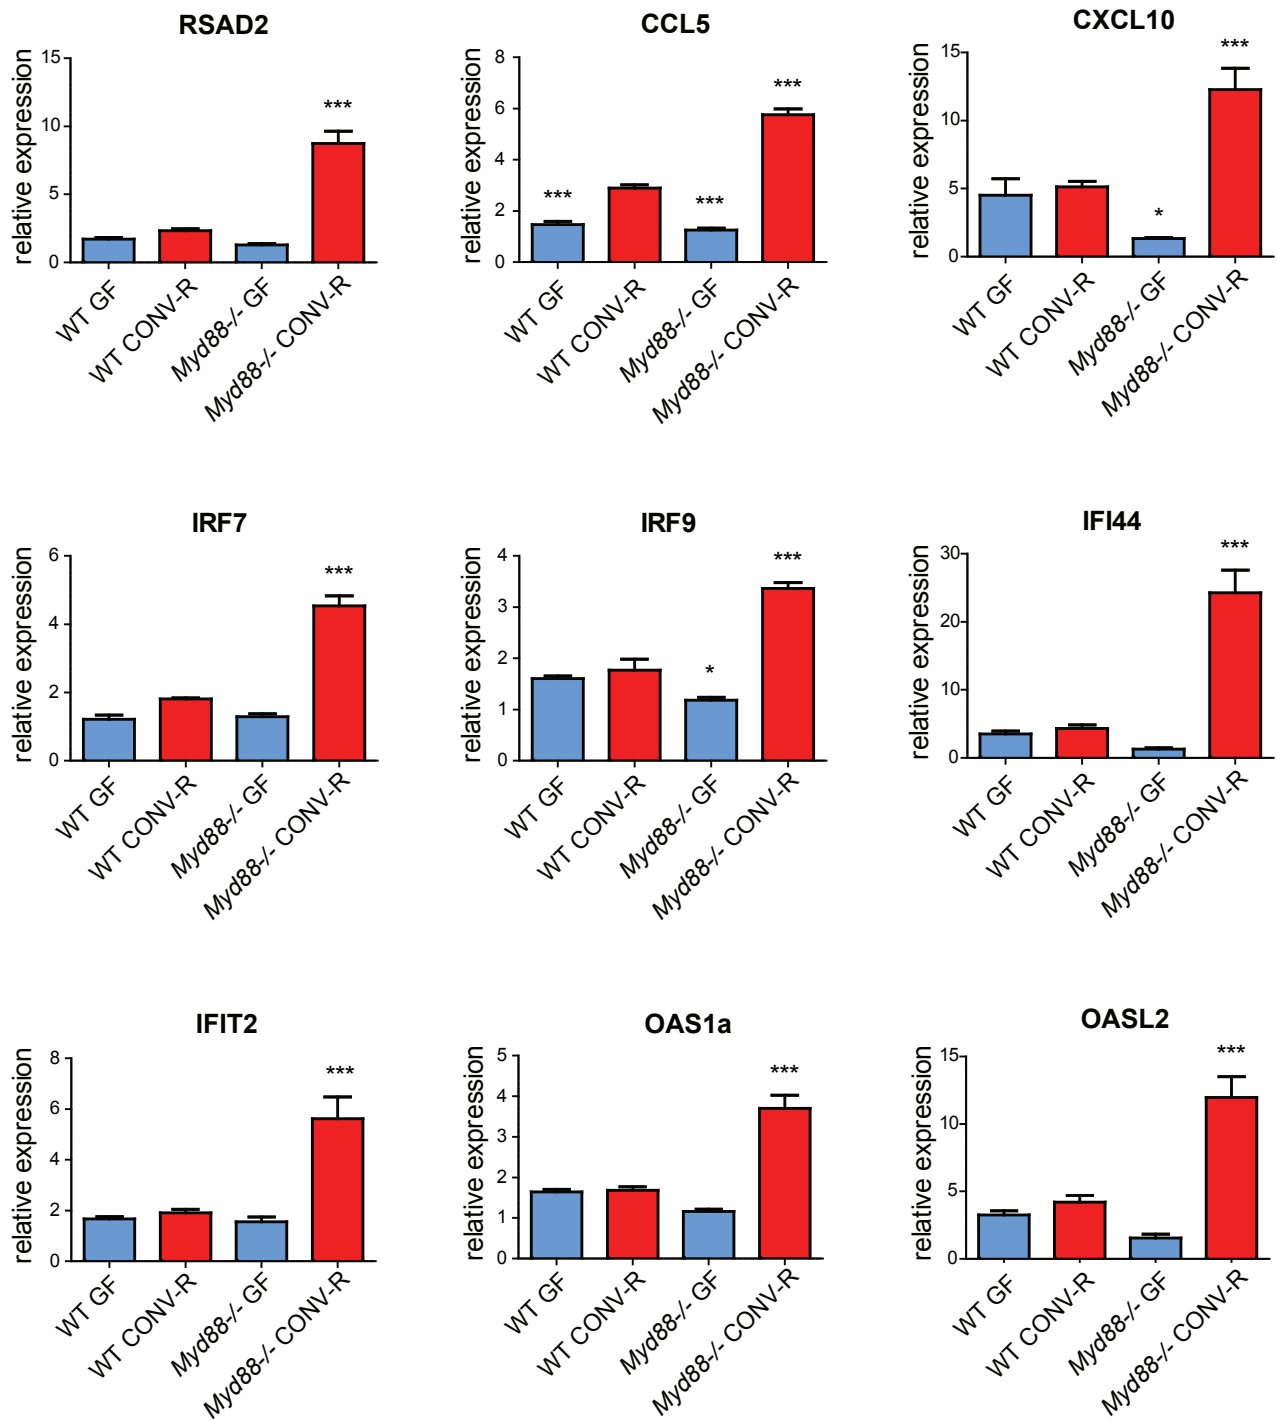 RSAD2
relative expression
15
10
5
0
***
WT GF
WT CONV-R
Myd88-/- GF
Myd88-/- CONV-R
CCL5
relative expression
8
6
4
2
0
***
***
***
WT GF
WT CONV-R
Myd88-/- GF
Myd88-/- CONV-R
CXCL10
relative expression
15
10
5
0
*
***
WT GF
WT CONV-R
Myd88-/- GF
Myd88-/- CONV-R
IRF7
relative expression
6
4
2
0
***
WT GF
WT CONV-R
Myd88-/- GF
Myd88-/- CONV-R
IRF9
relative expression
4
3
2
1
0
*
***
WT GF
WT CONV-R
Myd88-/- GF
Myd88-/- CONV-R
IFI44
relative expression
30
20
10
0
***
WT GF
WT CONV-R
Myd88-/- GF
Myd88-/- CONV-R
IFIT2
relative expression
8
6
4
2
0
***
WT GF
WT CONV-R
Myd88-/- GF
Myd88-/- CONV-R
OAS1a
relative expression
5
4
3
2
1
0
***
WT GF
WT CONV-R
Myd88-/- GF
Myd88-/- CONV-R
OASL2
relative expression
15
10
5
0
***
WT GF
WT CONV-R
Myd88-/- GF
Myd88-/- CONV-R